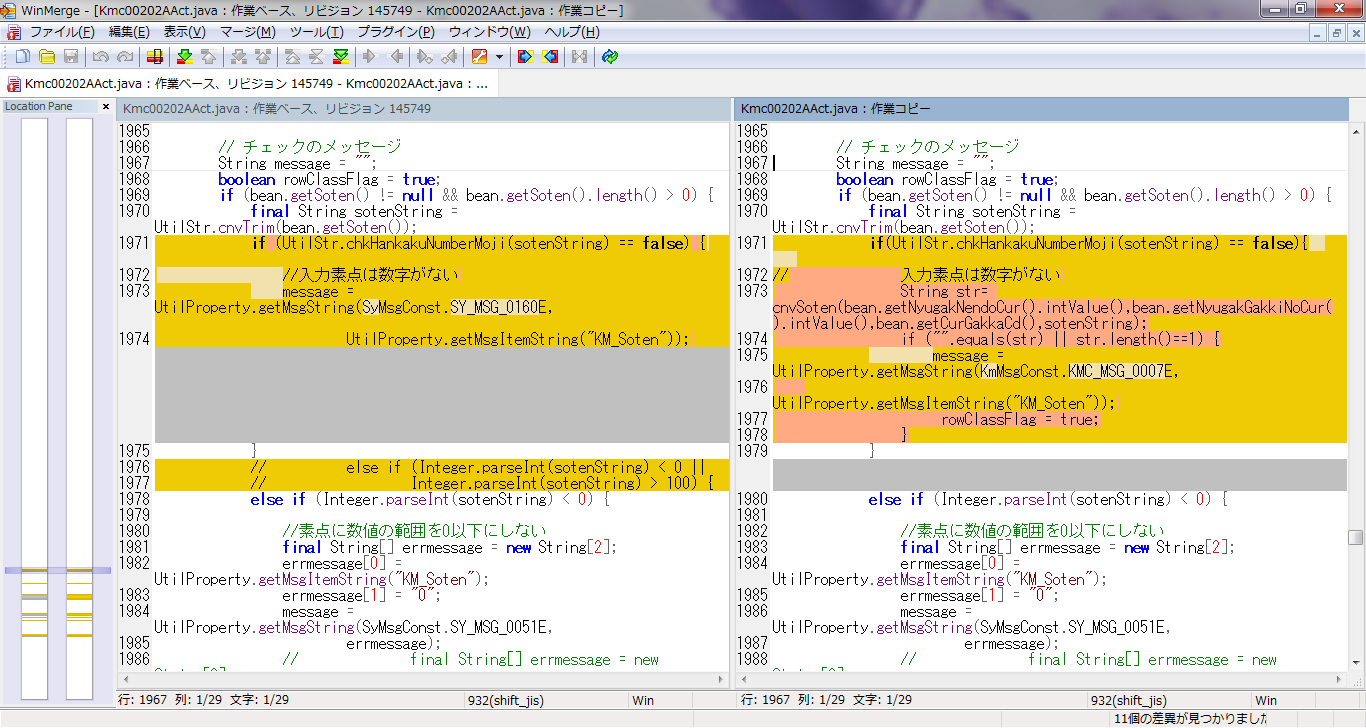 WinMerge - [Kmc00202AAct.java：作業ベース、リビジョン 145749 - Kmc00202AAct.java：作業コピー]
ファイル(F) 編集(E) 表示(V) マージ(M) ツール(T) プラグイン(P) ウィンドウ(W) ヘルプ(H)
Kmc00202AAct.java：作業ベース、リビジョン 145749 - Kmc00202AAct.java：...
Location Pane
Kmc00202AAct.java：作業ベース、リビジョン 145749
1965
1966 // チェックのメッセージ
1967 String message = "";
1968 boolean rowClassFlag = true;
1969 if (bean.getSoten() != null && bean.getSoten().length() > 0) {
1970 final String sotenString =
UtilStr.cnvTrim(bean.getSoten());
1971 if (UtilStr.chkHankakuNumberMoji(sotenString) == false) {
1972 //入力素点は数字がない
1973 message =
UtilProperty.getMsgString(SyMsgConst.SY_MSG_0160E,
1974 UtilProperty.getMsgItemString("KM_Soten"));
1975 }
1976 // else if (Integer.parseInt(sotenString) < 0 ||
1977 // Integer.parseInt(sotenString) > 100) {
1978 else if (Integer.parseInt(sotenString) < 0) {
1979
1980 //素点に数値の範囲を0以下にしない
1981 final String[] errmessage = new String[2];
1982 errmessage[0] =
UtilProperty.getMsgItemString("KM_Soten");
1983 errmessage[1] = "0";
1984 message =
UtilProperty.getMsgString(SyMsgConst.SY_MSG_0051E,
1985 errmessage);
1986 // final String[] errmessage = new
Kmc00202AAct.java：作業コピー
1965
1966 // チェックのメッセージ
1967 String message = "";
1968 boolean rowClassFlag = true;
1969 if (bean.getSoten() != null && bean.getSoten().length() > 0) {
1970 final String sotenString =
UtilStr.cnvTrim(bean.getSoten());
1971 if(UtilStr.chkHankakuNumberMoji(sotenString) == false){
1972 // 入力素点は数字がない
1973 String str=
cnvSoten(bean.getNyugakNendoCur().intValue(),bean.getNyugakGakkiNoCur(
).intValue(),bean.getCurGakkaCd(),sotenString);
1974 if ("".equals(str) || str.length()==1) {
1975 message =
UtilProperty.getMsgString(KmMsgConst.KMC_MSG_0007E,
1976
UtilProperty.getMsgItemString("KM_Soten"));
1977 rowClassFlag = true;
1978 }
1979 }
1980 else if (Integer.parseInt(sotenString) < 0) {
1981
1982 //素点に数値の範囲を0以下にしない
1983 final String[] errmessage = new String[2];
1984 errmessage[0] =
UtilProperty.getMsgItemString("KM_Soten");
1985 errmessage[1] = "0";
1986 message =
UtilProperty.getMsgString(SyMsgConst.SY_MSG_0051E,
1987 errmessage);
1988 // final String[] errmessage = new
行: 1967 列: 1/29 文字: 1/29 932(shift_jis) Win
行: 1967 列: 1/29 文字: 1/29 932(shift_jis) Win
11個の差異が見つかりました